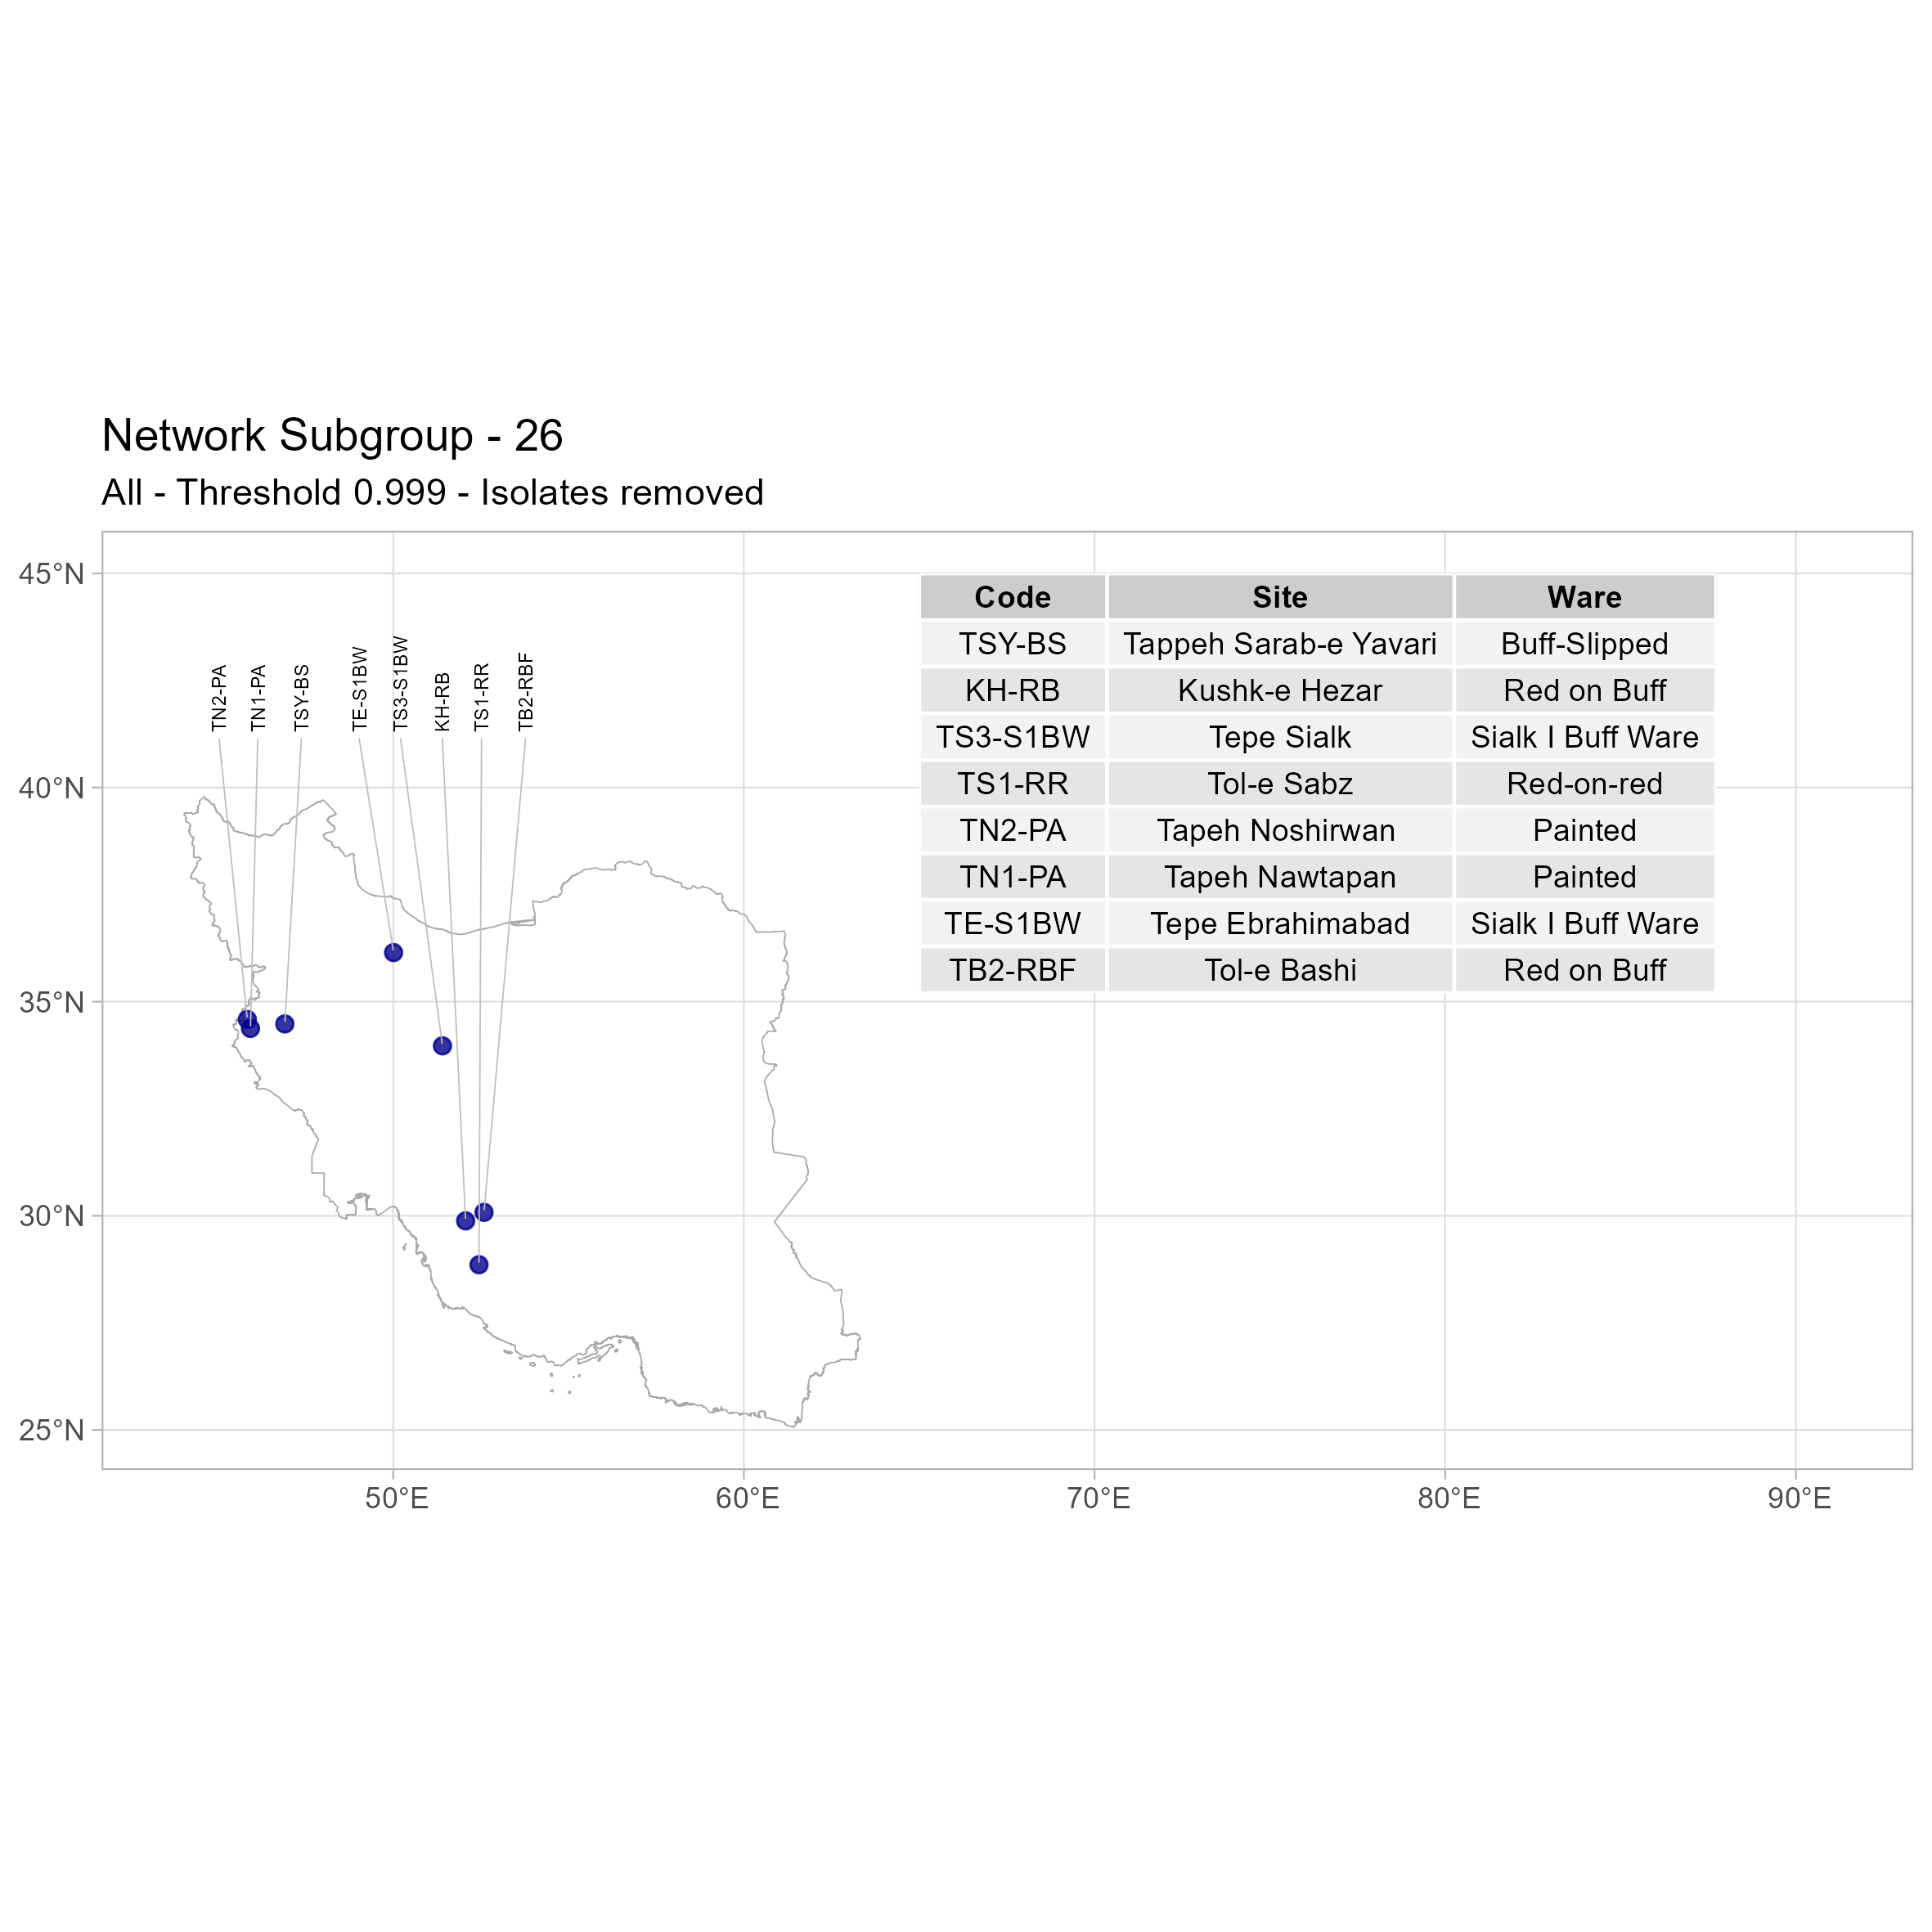 Network Subgroup - 26
All - Threshold 0.999 - Isolates removed
45°N
40°N
35°N
30°N
25°N
TN2-PA
TN1-PA
TSY-BS
TE-S1BW
TS3-S1BW
KH-RB
TS1-RR
TB2-RBF
Code Site Ware
TSY-BS Tappeh Sarab-e Yavari Buff-Slipped
KH-RB Kushk-e Hezar Red on Buff
TS3-S1BW Tepe Sialk Sialk I Buff Ware
TS1-RR Tol-e Sabz Red-on-red
TN2-PA Tapeh Noshirwan Painted
TN1-PA Tapeh Nawtapan Painted
TE-S1BW Tepe Ebrahimabad Sialk I Buff Ware
TB2-RBF Tol-e Bashi Red on Buff
50°E 60°E 70°E 80°E 90°E